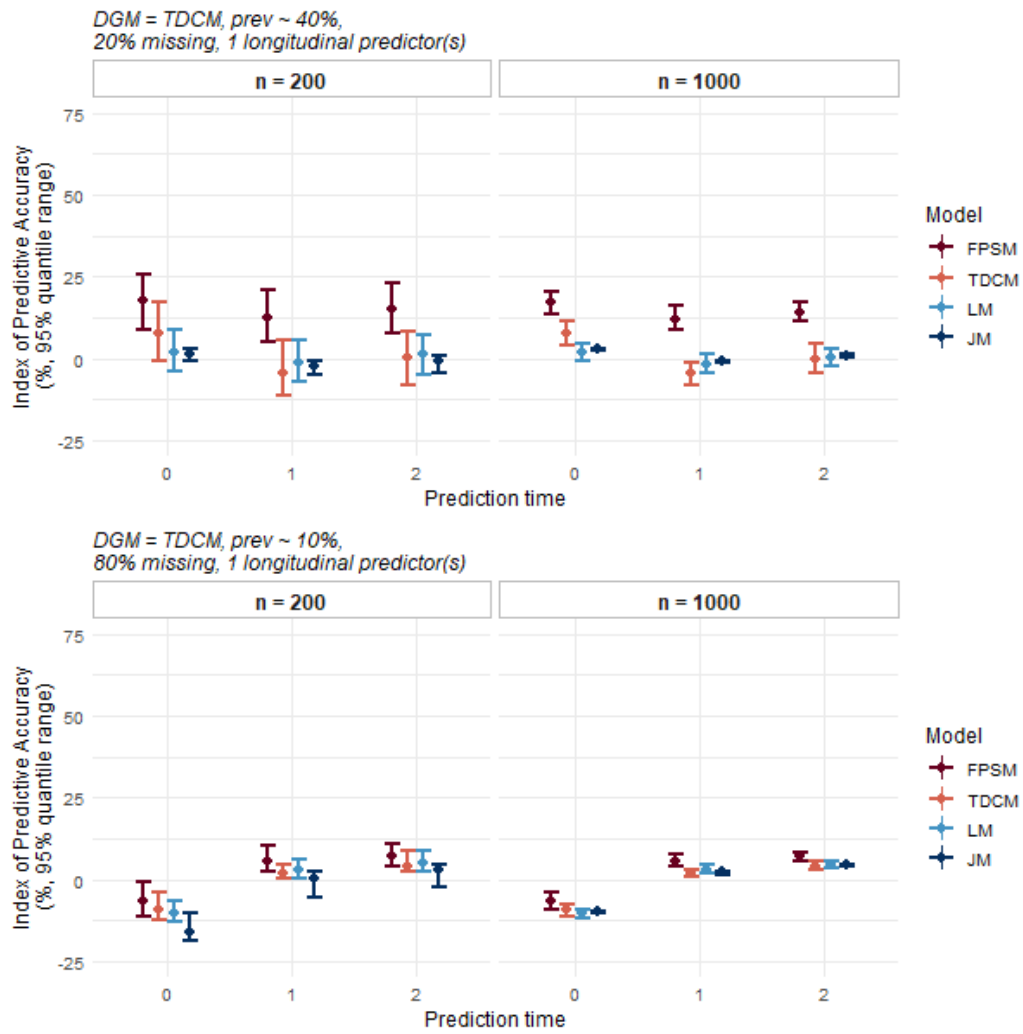 DGM = TDCM, prev ~ 40%,
20% missing, 1 longitudinal predictor(s)
n = 200
n = 1000
Index of Predictive Accuracy
(%, 95% quantile range)
75
50
25
0
-25
0
1
2
0
1
2
Prediction time
Model
FPSM
TDCM
LM
JM
DGM = TDCM, prev ~ 10%,
80% missing, 1 longitudinal predictor(s)
n = 200
n = 1000
Index of Predictive Accuracy
(%, 95% quantile range)
75
50
25
0
-25
0
1
2
0
1
2
Prediction time
Model
FPSM
TDCM
LM
JM